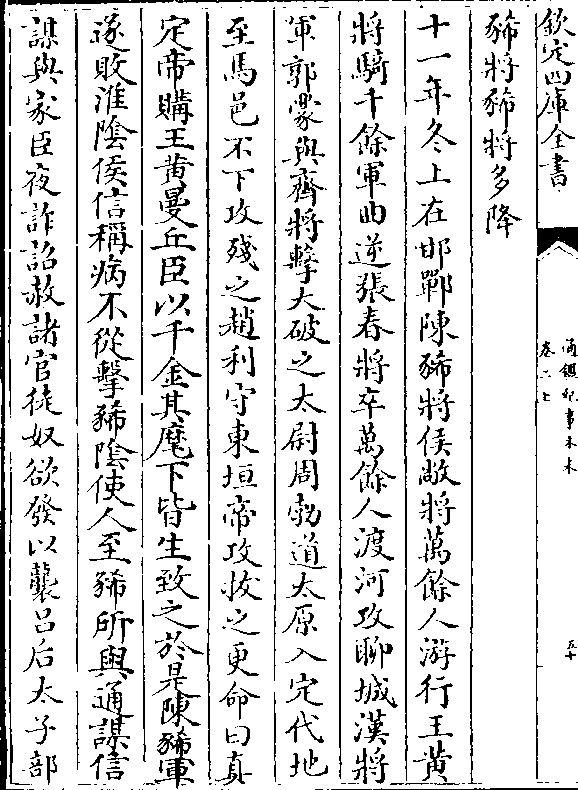 欽定四庫全書
通鑑紀事本末
卷二上
五十
豨將豨將多降
十一年冬上在邯鄲陳豨將侯敞將萬餘人游行王黃
將騎千餘軍曲逆張春將卒萬餘人渡河攻聊城漢將
軍郭蒙與齊將擊大破之太尉周勃道太原入定代地
至馬邑不下攻殘之趙利守東垣帝攻拔之更命曰真
定帝購王黃曼丘臣以千金其麾下皆生致之於是陳豨軍
遂敗淮陰侯信稱病不從擊豨陰使人至豨所與通謀信
謀與家臣夜詐詔赦諸官徒奴欲發以襲吕后太子部